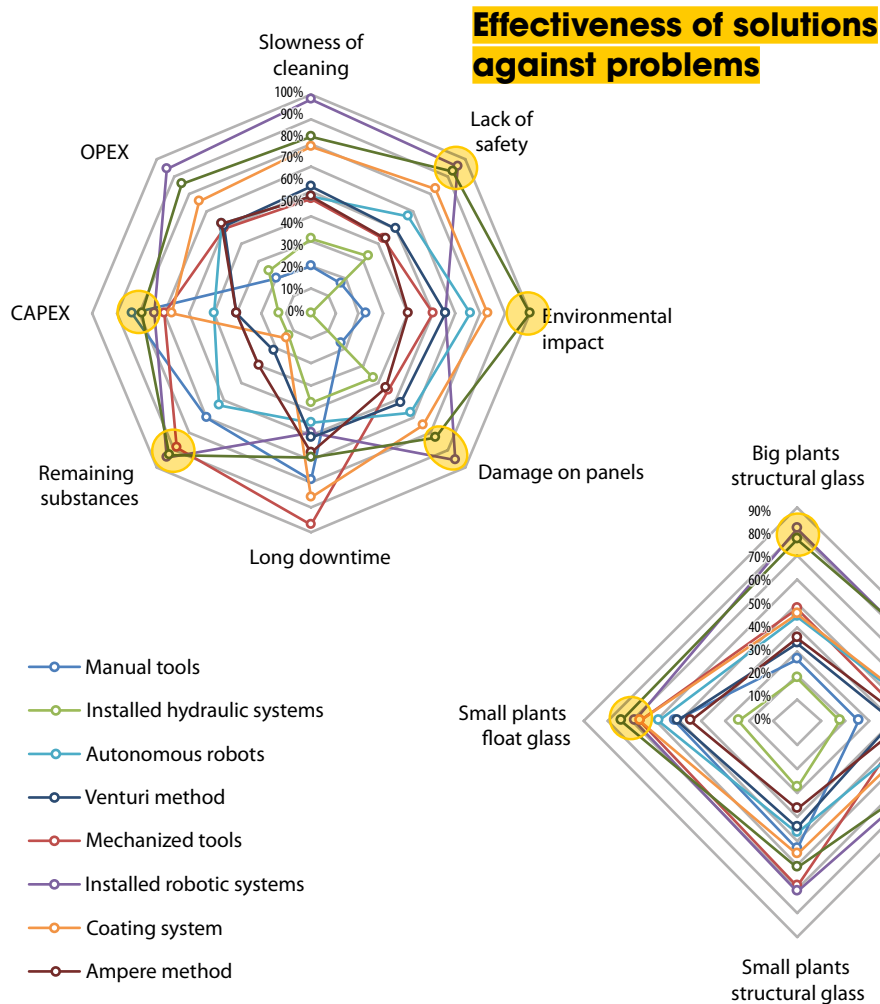 Effectiveness of solutions
against problems
Slowness of
cleaning
100%
90%
80%
70%
60%
50%
40%
30%
20%
10%
0%
Lack of
safety
OPEX
CAPEX
Environmental
impact
Remaining
substances
Damage on panels
Long downtime
Big plants
structural glass
90%
80%
70%
60%
50%
40%
30%
20%
10%
0%
Small plants
float glass
Small plants
structural glass
Manual tools
Installed hydraulic systems
Autonomous robots
Venturi method
Mechanized tools
Installed robotic systems
Coating system
Ampere method